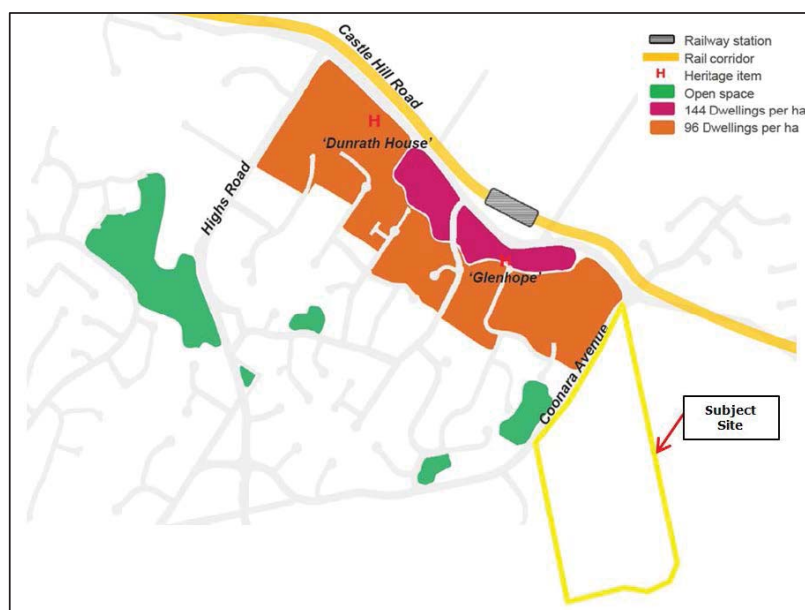 Castle Hill Road
Railway station
Rail corridor
H Heritage item
Open space
144 Dwellings per ha
96 Dwellings per ha
H
'Dunrath House'
Highs Road
H
'Glenhope'
Coonara Avenue
Subject
Site